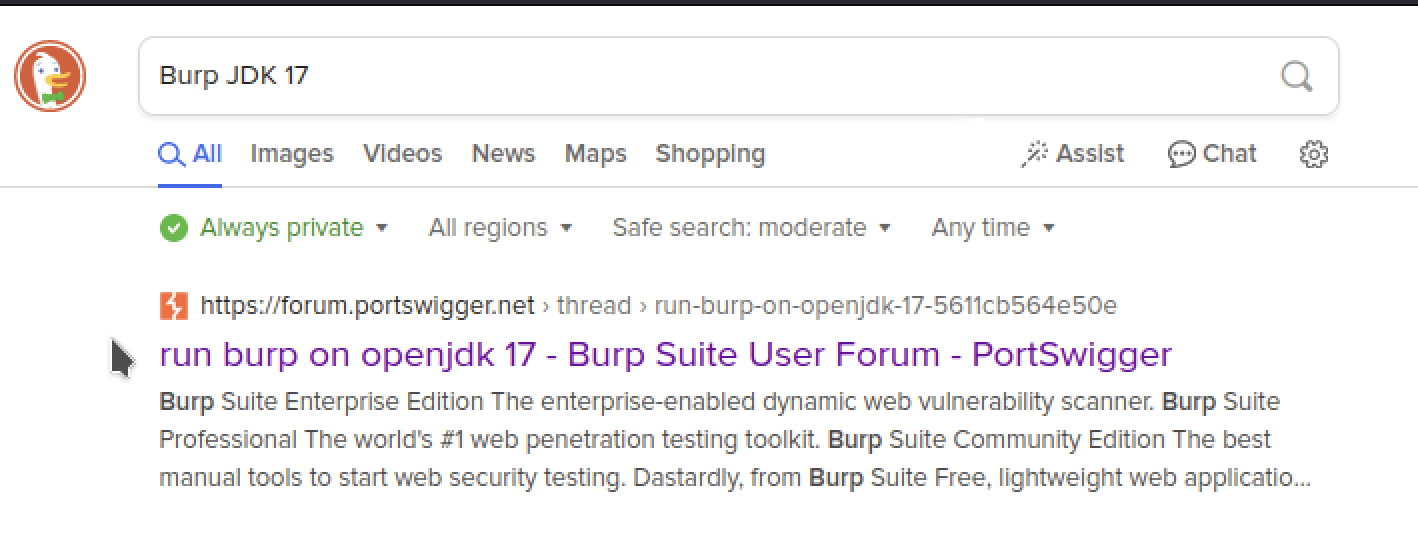 Burp JDK 17
All Images Videos News Maps Shopping Assist Chat
Always private All regions Safe search: moderate Any time
https://forum.portswigger.net › thread › run-burp-on-openjdk-17-5611cb564e50e
run burp on openjdk 17 - Burp Suite User Forum - PortSwigger
Burp Suite Enterprise Edition The enterprise-enabled dynamic web vulnerability scanner. Burp Suite
Professional The world's #1 web penetration testing toolkit. Burp Suite Community Edition The best
manual tools to start web security testing. Dastardly, from Burp Suite Free, lightweight web applicatio...